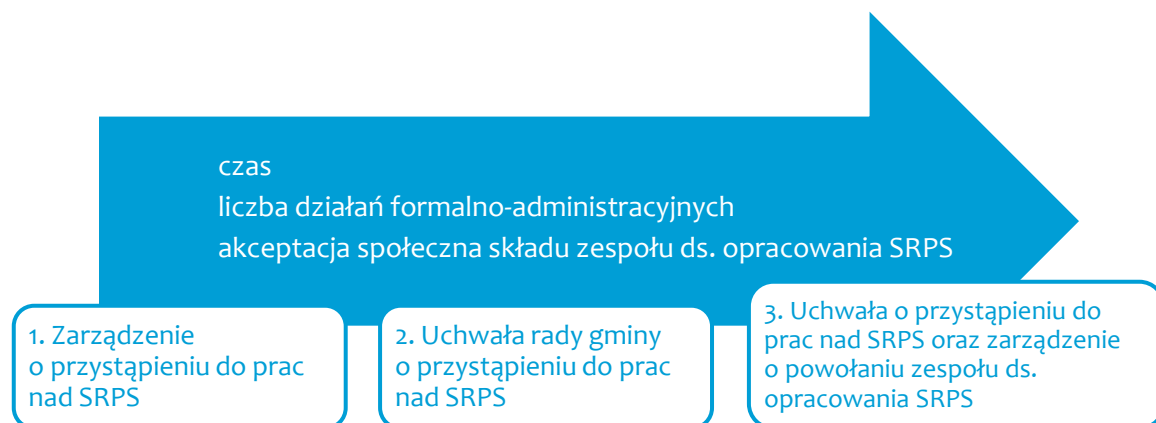 czas
liczba działań formalno-administracyjnych
akceptacja społeczna składu zespołu ds. opracowania SRPS
1. Zarządzenie
o przystąpieniu do prac
nad SRPS
2. Uchwała rady gminy
o przystąpieniu do prac
nad SRPS
3. Uchwała o przystąpieniu do
prac nad SRPS oraz zarządzenie
o powołaniu zespołu ds.
opracowania SRPS